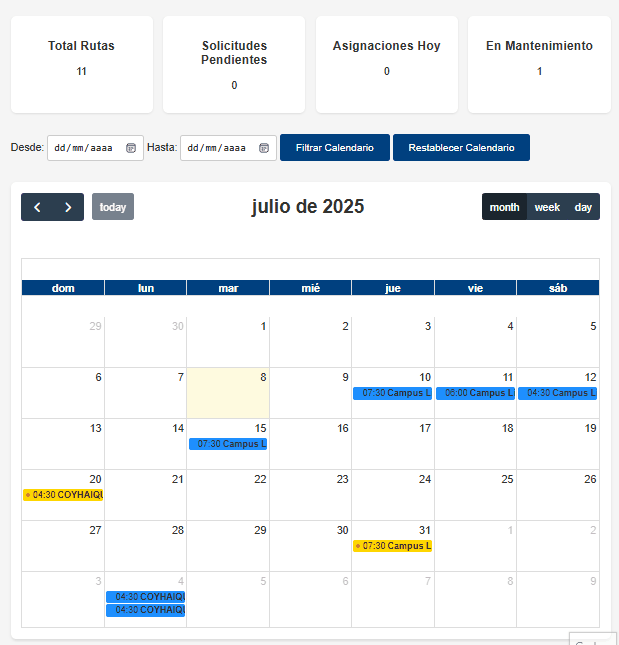 Total Rutas
11
Solicitudes
Pendientes
0
Asignaciones Hoy
0
En Mantenimiento
1
Desde: dd/mm/aaaa Hasta: dd/mm/aaaa Filtrar Calendario Restablecer Calendario
today julio de 2025 month week day
dom lun mar mié jue vie sáb
29 30 1 2 3 4 5
6 7 8 9 10 11 12
07:30 Campus L 06:00 Campus L 04:30 Campus L
13 14 15 16 17 18 19
07:30 Campus L
20 21 22 23 24 25 26
04:30 COYHAIQU
27 28 29 30 31 1 2
07:30 Campus L
3 4 5 6 7 8 9
04:30 COYHAIQU
04:30 COYHAIQU